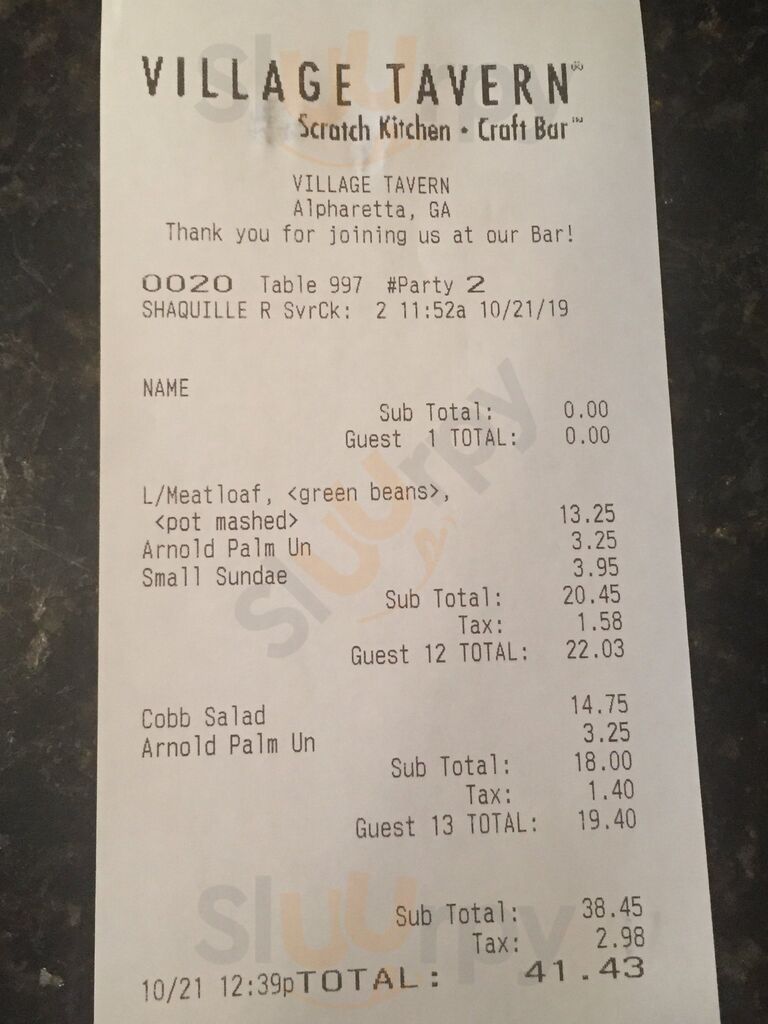 VILLAGE TAVERN®
Scratch Kitchen • Craft Bar™
VILLAGE TAVERN
Alpharetta, GA
Thank you for joining us at our Bar!
0020 Table 997 #Party 2
SHAQUILLE R SvrCk: 2 11:52a 10/21/19
NAME
Sub Total: 0.00
Guest 1 TOTAL: 0.00
L/Meatloaf, <green beans>,
<pot mashed> 13.25
Arnold Palm Un 3.25
Small Sundae 3.95
Sub Total: 20.45
Tax: 1.58
Guest 12 TOTAL: 22.03
Cobb Salad 14.75
Arnold Palm Un 3.25
Sub Total: 18.00
Tax: 1.40
Guest 13 TOTAL: 19.40
Sub Total: 38.45
Tax: 2.98
10/21 12:39pTOTAL: 41.43
Sluurpy
Sluurpy
Sluurpy